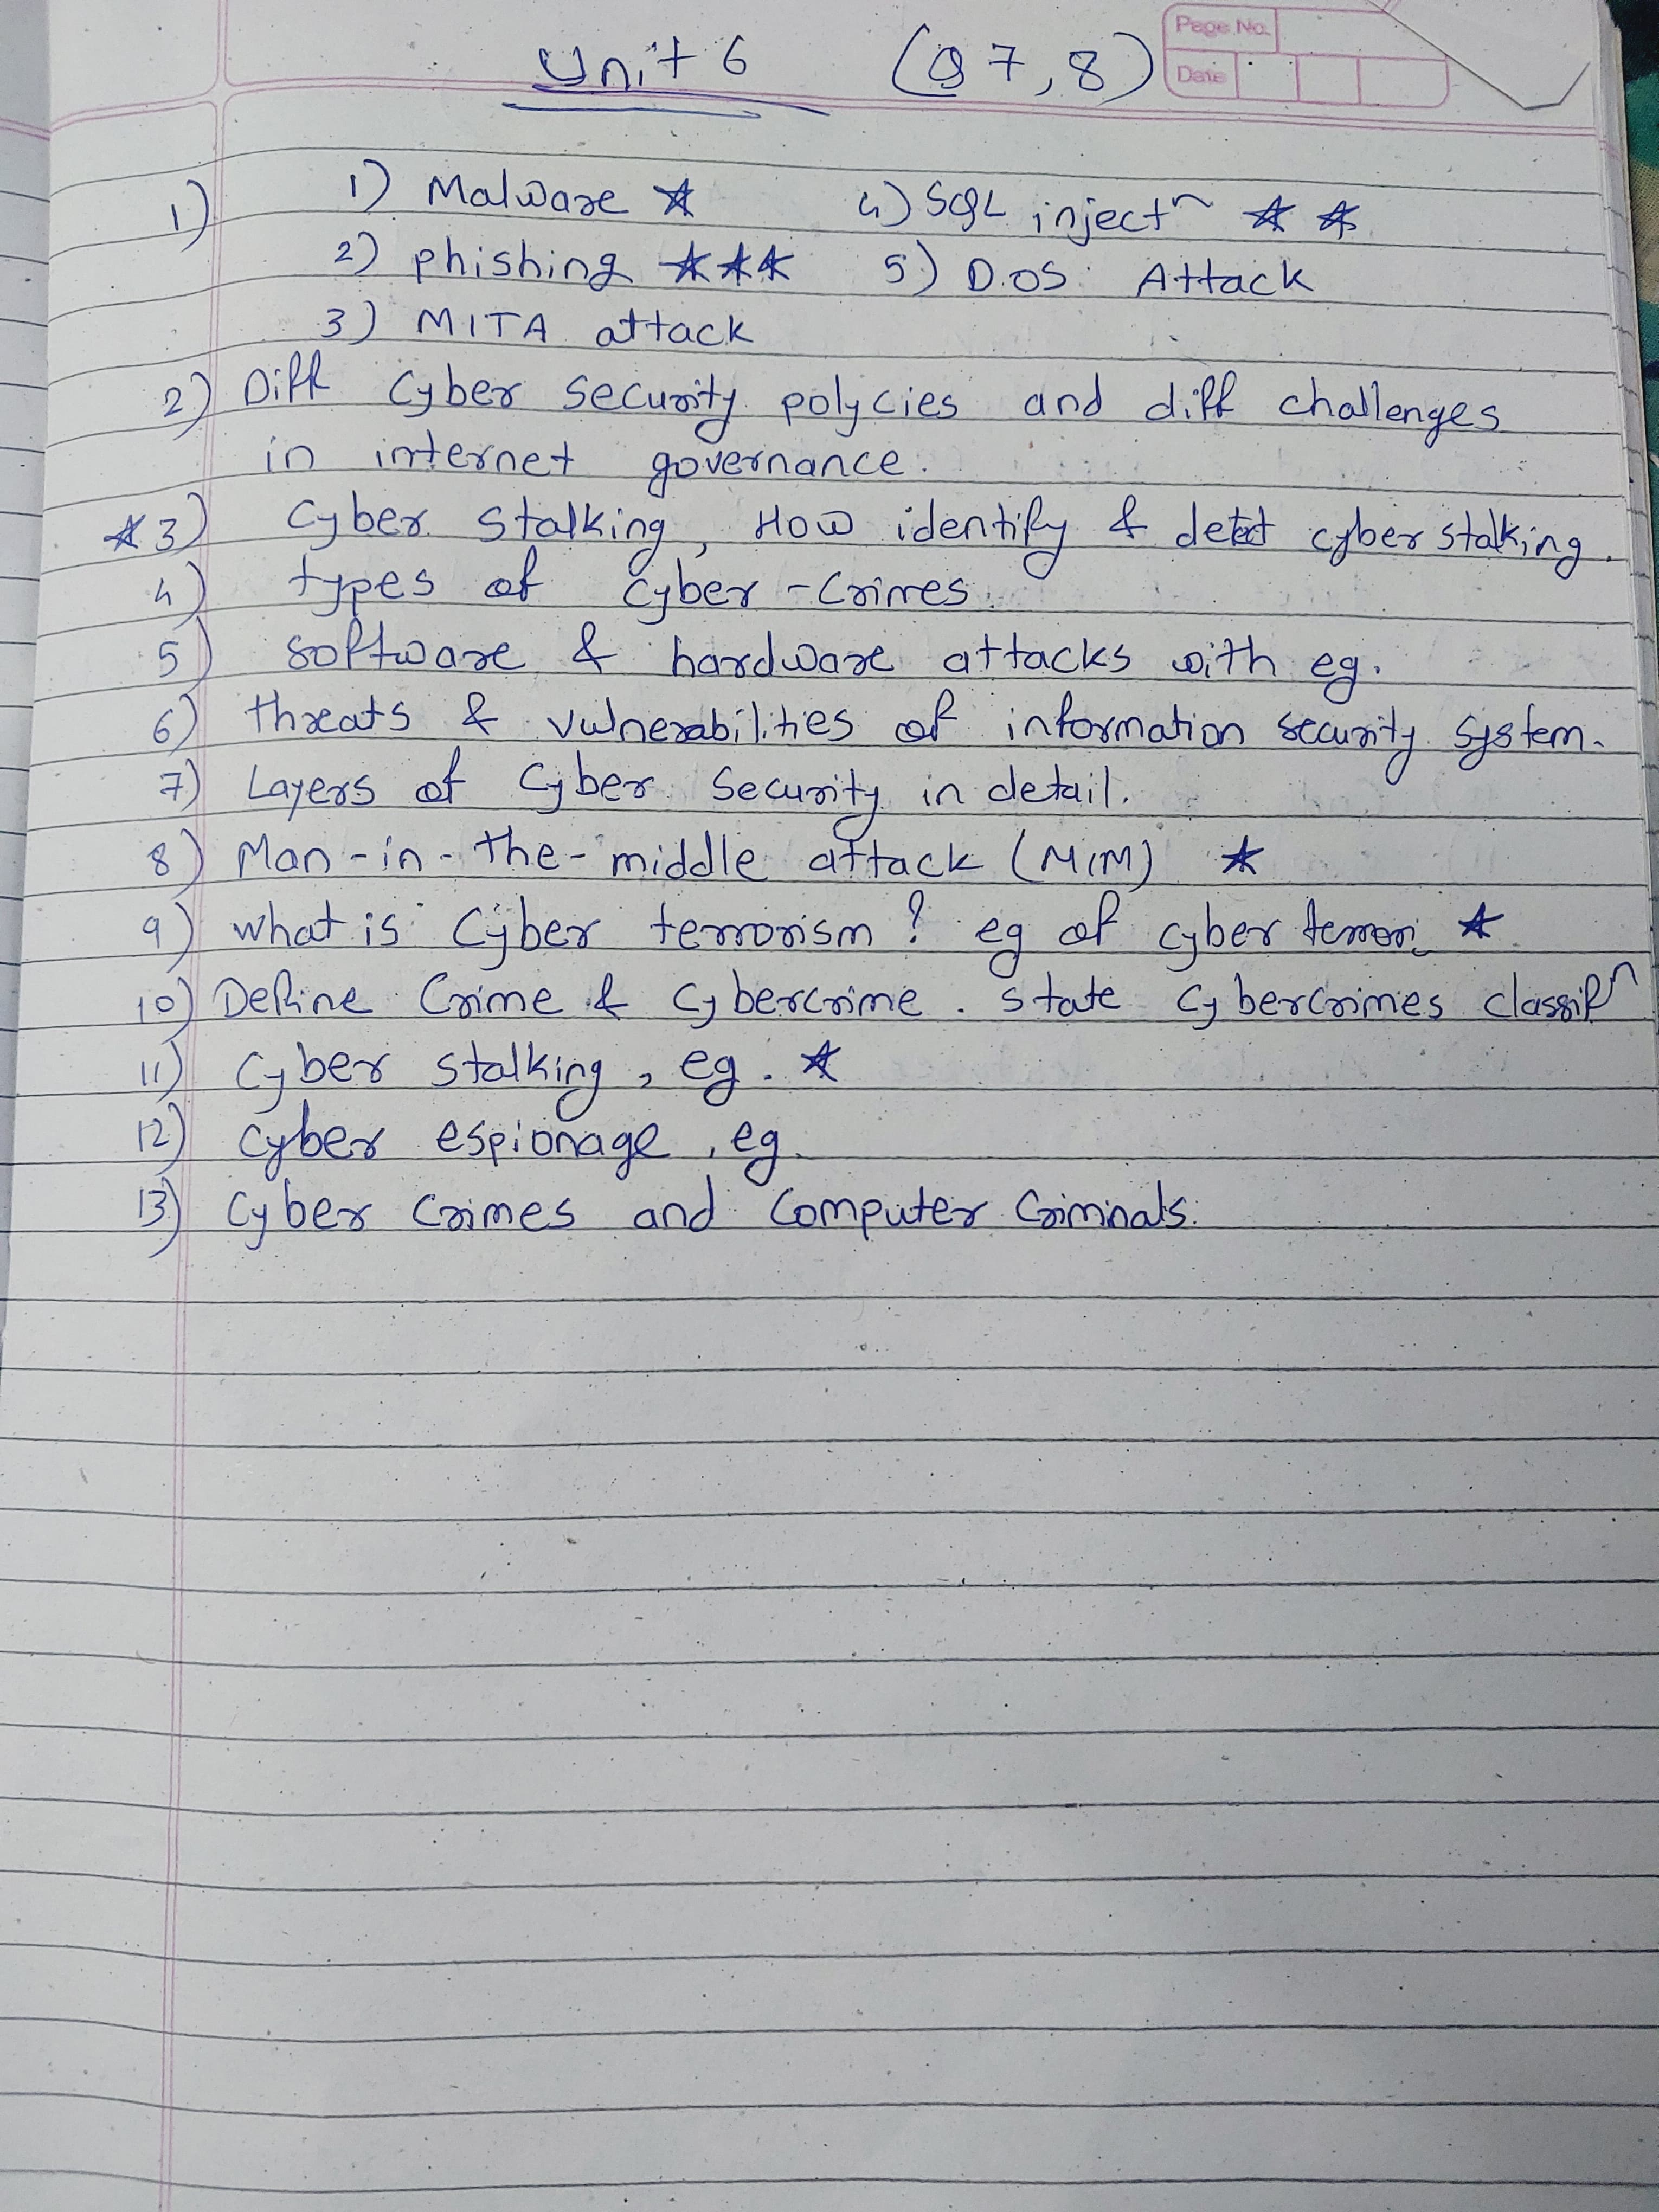 Page No.
Date
Unit 6 (Q 7, 8)
1) 1) Malware ☆ 4) SQL injectⁿ ☆ ☆
2) phishing ☆☆☆ 5) D.OS. Attack
3) MITA attack
2) Diff Cyber Security polycies and diff challenges
in internet governance.
☆3) Cyber Stalking, How identify & detect cyber stalking.
4) types of Cyber-Crimes.
5) software & hardware attacks with eg.
6) threats & vulnerabilities of information security system.
7) Layers of Cyber Security in detail.
8) Man-in-the-middle attack (MIM) ☆
9) what is Cyber terrorism? eg of cyber terrori ☆
10) Define Crime & Cybercrime. state Cybercrimes classifⁿ
11) Cyber stalking, eg. ☆
12) Cyber espionage, eg.
13) Cyber Crimes and Computer Criminals.